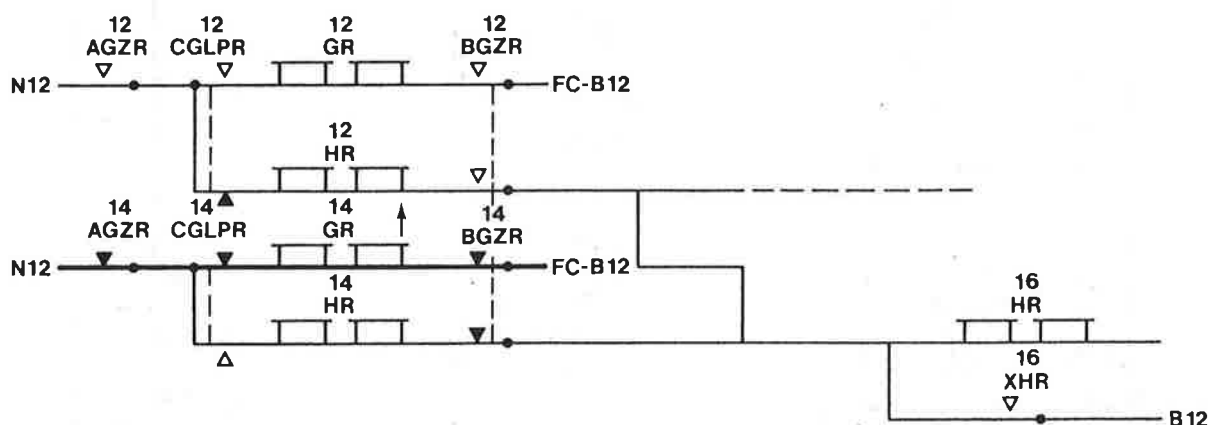 12 12 12 12
AGZR CGLPR GR BGZR
N12 FC-B12
12
HR
14 14 14 14
AGZR CGLPR GR BGZR
N12 FC-B12
14
HR
16
HR
16
XHR
B12